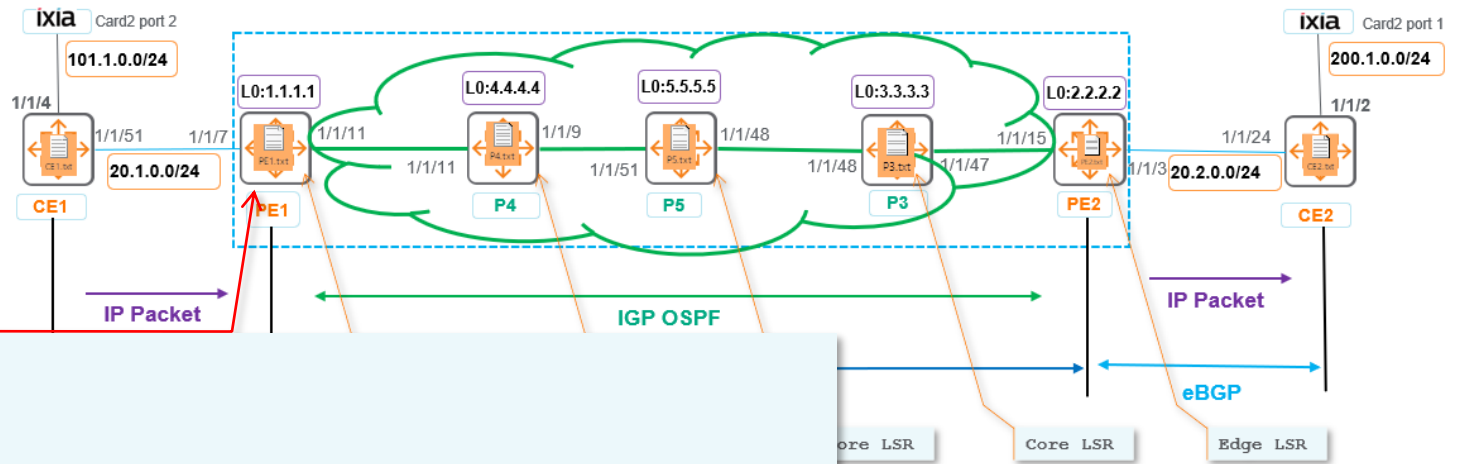 ixia Card2 port 2
ixia Card2 port 1
101.1.0.0/24
200.1.0.0/24
L0:1.1.1.1
L0:4.4.4.4
L0:5.5.5.5
L0:3.3.3.3
L0:2.2.2.2
1/1/4
1/1/2
1/1/51
1/1/7
1/1/11
1/1/9
1/1/48
1/1/15
1/1/24
CE1.txt
PE1.txt
P4.txt
P5.txt
P3.txt
PE2.txt
CE2.txt
1/1/11
1/1/51
1/1/48
1/1/47
1/1/3
20.1.0.0/24
20.2.0.0/24
CE1
PE1
P4
P5
P3
PE2
CE2
IP Packet
IGP OSPF
IP Packet
eBGP
ore LSR
Core LSR
Edge LSR